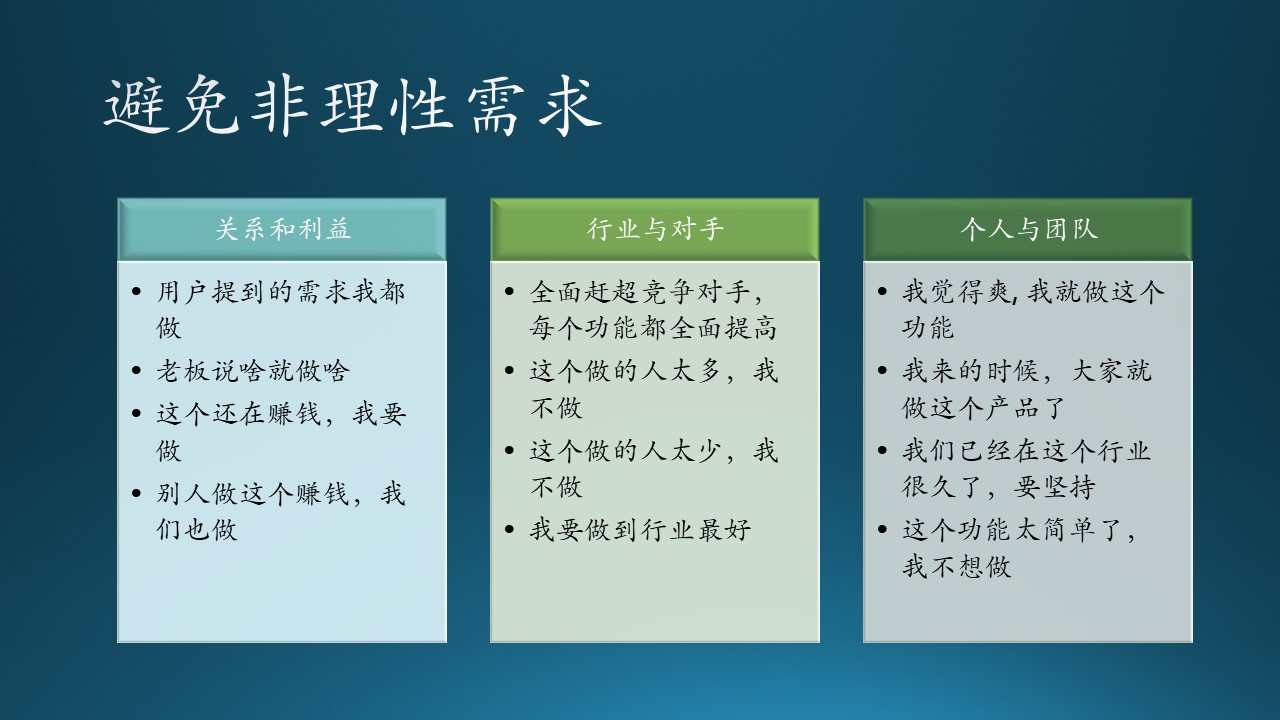 避免非理性需求
关系和利益
• 用户提到的需求我都
做
• 老板说啥就做啥
• 这个还在赚钱，我要
做
• 别人做这个赚钱，我
们也做
行业与对手
• 全面赶超竞争对手，
每个功能都全面提高
• 这个做的人太多，我
不做
• 这个做的人太少，我
不做
• 我要做到行业最好
个人与团队
• 我觉得爽, 我就做这个
功能
• 我来的时候，大家就
做这个产品了
• 我们已经在这个行业
很久了，要坚持
• 这个功能太简单了，
我不想做